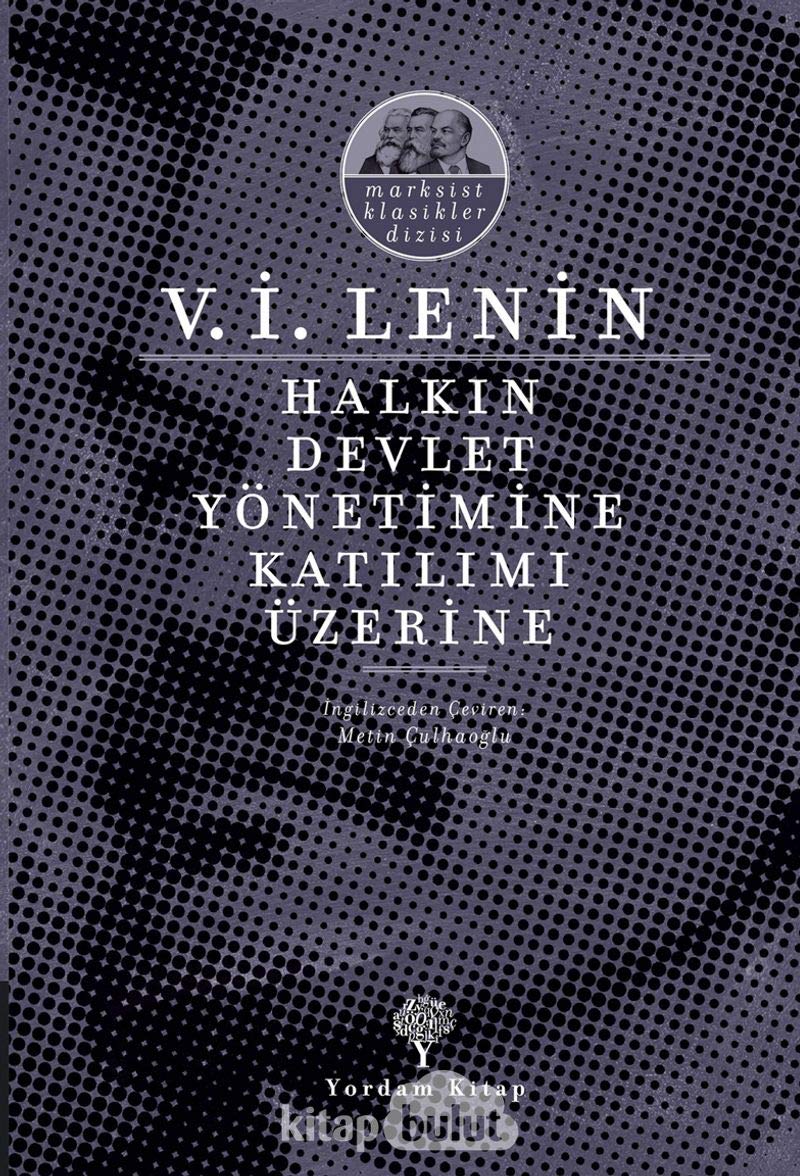 marksist
klasikler
dizisi
V.İ. LENİN
HALKIN
DEVLET
YÖNETİMİNE
KATILIMI
ÜZERİNE
İngilizceden Çeviren:
Metin Çulhaoğlu
Y
Yordam Kitap
kitap bulut